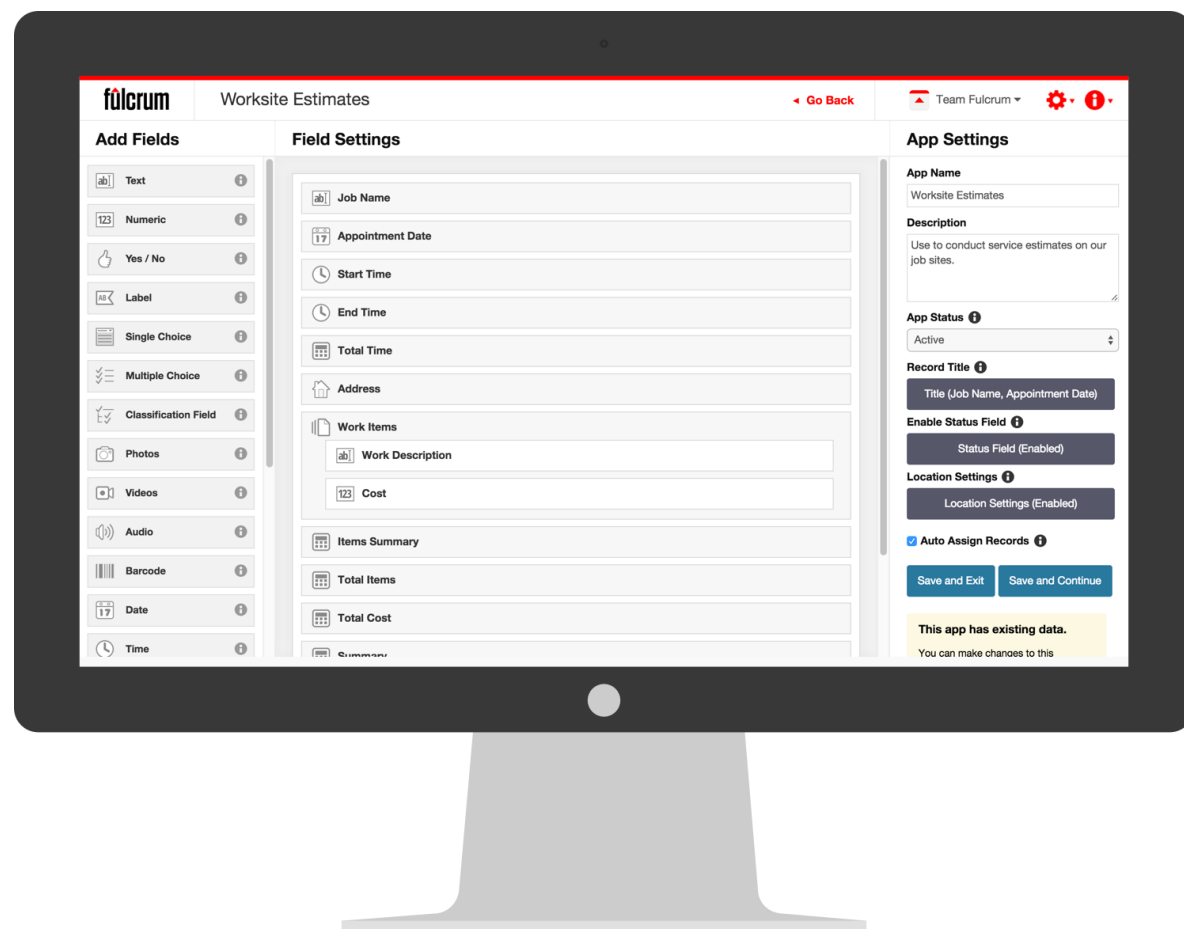 fulcrum
Worksite Estimates
◂ Go Back
Team Fulcrum
Add Fields
Text
Numeric
Yes / No
Label
Single Choice
Multiple Choice
Classification Field
Photos
Videos
Audio
Barcode
Date
Time
Field Settings
Job Name
Appointment Date
Start Time
End Time
Total Time
Address
Work Items
Work Description
Cost
Items Summary
Total Items
Total Cost
Summary
App Settings
App Name
Worksite Estimates
Description
Use to conduct service estimates on our
job sites.
App Status
Active
Record Title
Title (Job Name, Appointment Date)
Enable Status Field
Status Field (Enabled)
Location Settings
Location Settings (Enabled)
Auto Assign Records
Save and Exit
Save and Continue
This app has existing data.
You can make changes to this